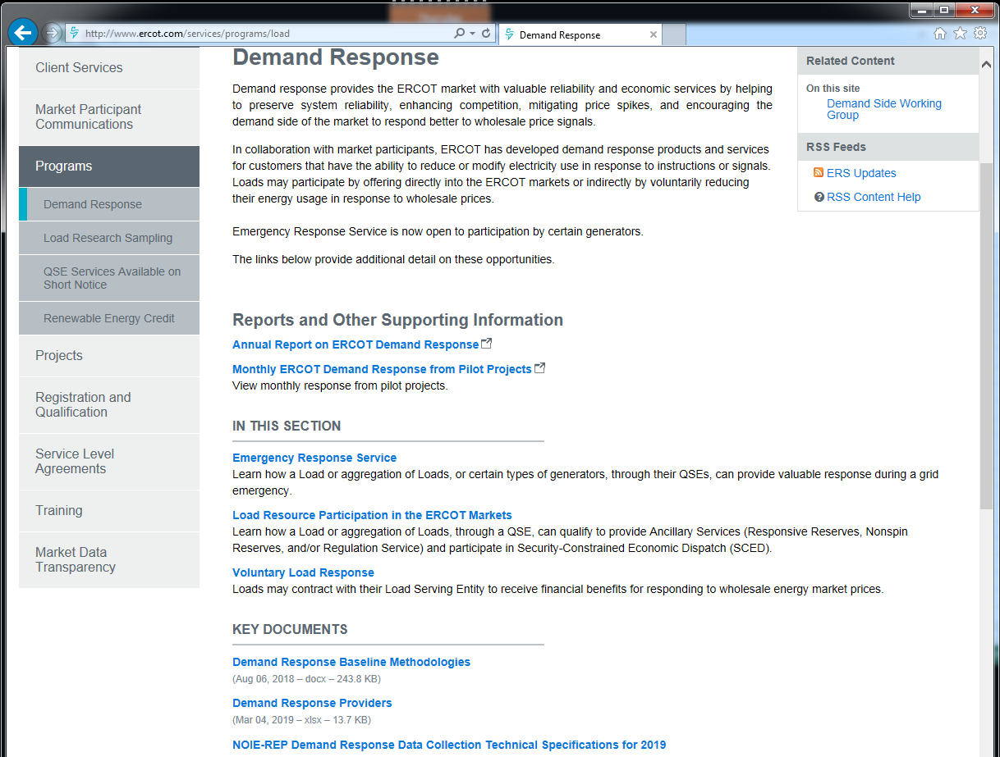 http://www.ercot.com/services/programs/load
Demand Response
Client Services
Market Participant
Communications
Programs
Demand Response
Load Research Sampling
QSE Services Available on
Short Notice
Renewable Energy Credit
Projects
Registration and
Qualification
Service Level
Agreements
Training
Market Data
Transparency
Demand Response
Demand response provides the ERCOT market with valuable reliability and economic services by helping
to preserve system reliability, enhancing competition, mitigating price spikes, and encouraging the
demand side of the market to respond better to wholesale price signals.
In collaboration with market participants, ERCOT has developed demand response products and services
for customers that have the ability to reduce or modify electricity use in response to instructions or signals.
Loads may participate by offering directly into the ERCOT markets or indirectly by voluntarily reducing
their energy usage in response to wholesale prices.
Emergency Response Service is now open to participation by certain generators.
The links below provide additional detail on these opportunities.
Reports and Other Supporting Information
Annual Report on ERCOT Demand Response
Monthly ERCOT Demand Response from Pilot Projects
View monthly response from pilot projects.
IN THIS SECTION
Emergency Response Service
Learn how a Load or aggregation of Loads, or certain types of generators, through their QSEs, can provide valuable response during a grid
emergency.
Load Resource Participation in the ERCOT Markets
Learn how a Load or aggregation of Loads, through a QSE, can qualify to provide Ancillary Services (Responsive Reserves, Nonspin
Reserves, and/or Regulation Service) and participate in Security-Constrained Economic Dispatch (SCED).
Voluntary Load Response
Loads may contract with their Load Serving Entity to receive financial benefits for responding to wholesale energy market prices.
KEY DOCUMENTS
Demand Response Baseline Methodologies
(Aug 06, 2018 – docx – 243.8 KB)
Demand Response Providers
(Mar 04, 2019 – xlsx – 13.7 KB)
NOIE-REP Demand Response Data Collection Technical Specifications for 2019
Related Content
On this site
Demand Side Working
Group
RSS Feeds
ERS Updates
RSS Content Help